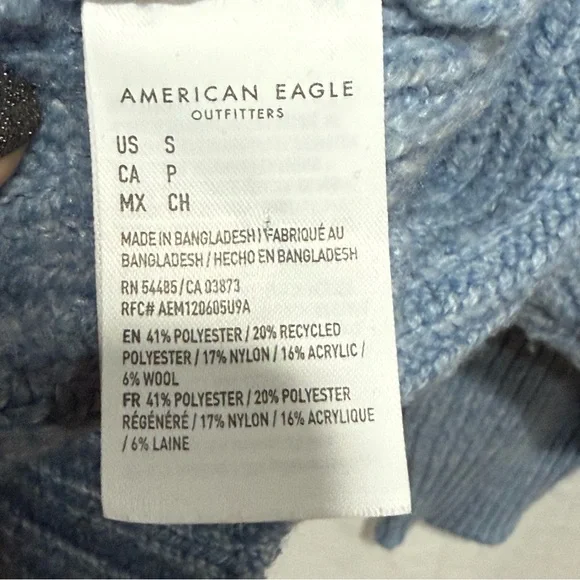 AMERICAN EAGLE
OUTFITTERS
US S
CA P
MX CH
MADE IN BANGLADESH / FABRIQUÉ AU
BANGLADESH / HECHO EN BANGLADESH
RN 54485 / CA 03873
RFC# AEM120605U9A
EN 41% POLYESTER / 20% RECYCLED
POLYESTER / 17% NYLON / 16% ACRYLIC /
6% WOOL
FR 41% POLYESTER / 20% POLYESTER
RÉGÉNÉRÉ / 17% NYLON / 16% ACRYLIQUE
/ 6% LAINE